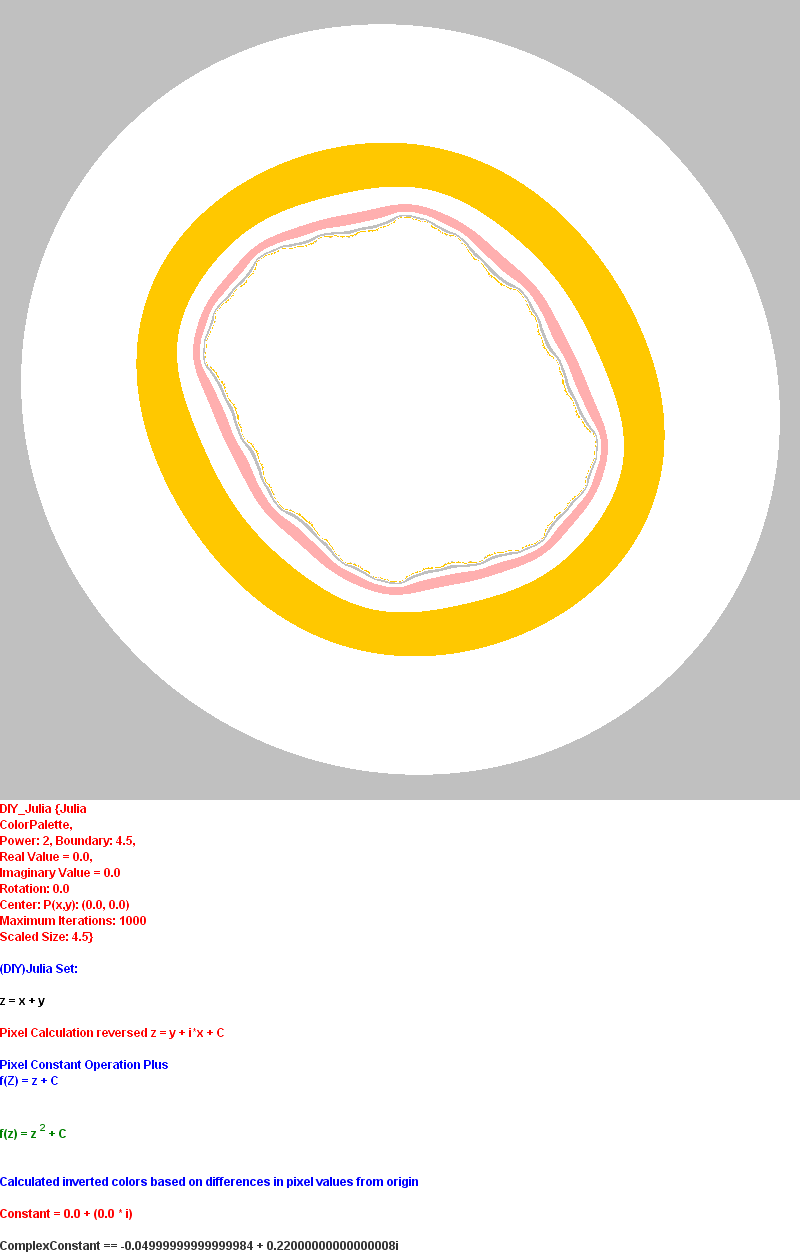 DIY_Julia {Julia
ColorPalette,
Power: 2, Boundary: 4.5,
Real Value = 0.0,
Imaginary Value = 0.0
Rotation: 0.0
Center: P(x,y): (0.0, 0.0)
Maximum Iterations: 1000
Scaled Size: 4.5}
(DIY)Julia Set:
z = x + y
Pixel Calculation reversed z = y + i*x + C
Pixel Constant Operation Plus
f(Z) = z + C
f(z) = z 2 + C
Calculated inverted colors based on differences in pixel values from origin
Constant = 0.0 + (0.0 * i)
ComplexConstant == -0.04999999999999984 + 0.22000000000000008i